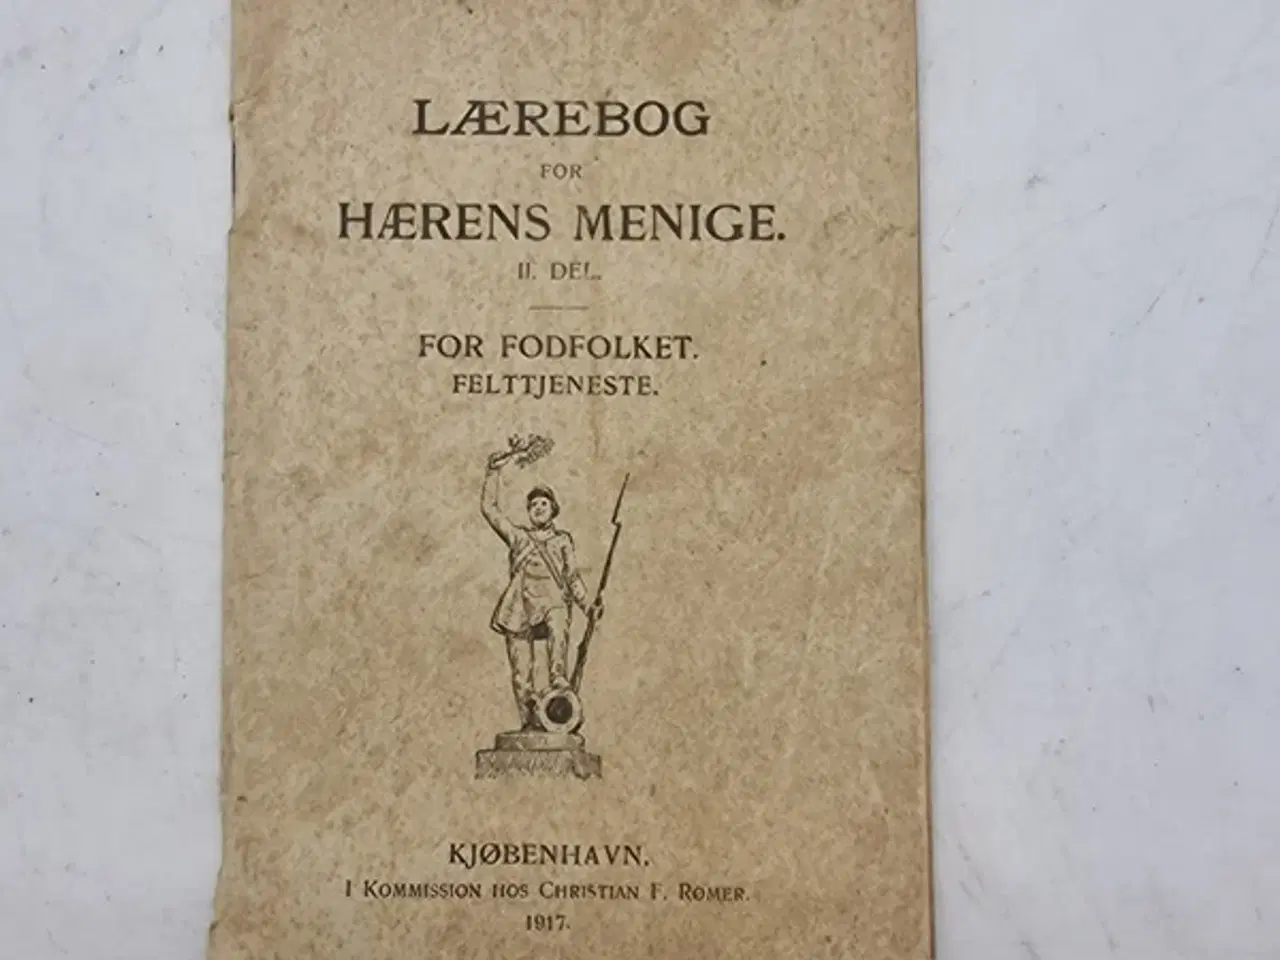 LÆREBOG
FOR
HÆRENS MENIGE.
II. DEL.
FOR FODFOLKET.
FELTTJENESTE.
KJØBENHAVN.
I KOMMISSION HOS CHRISTIAN F. RØMER.
1917.